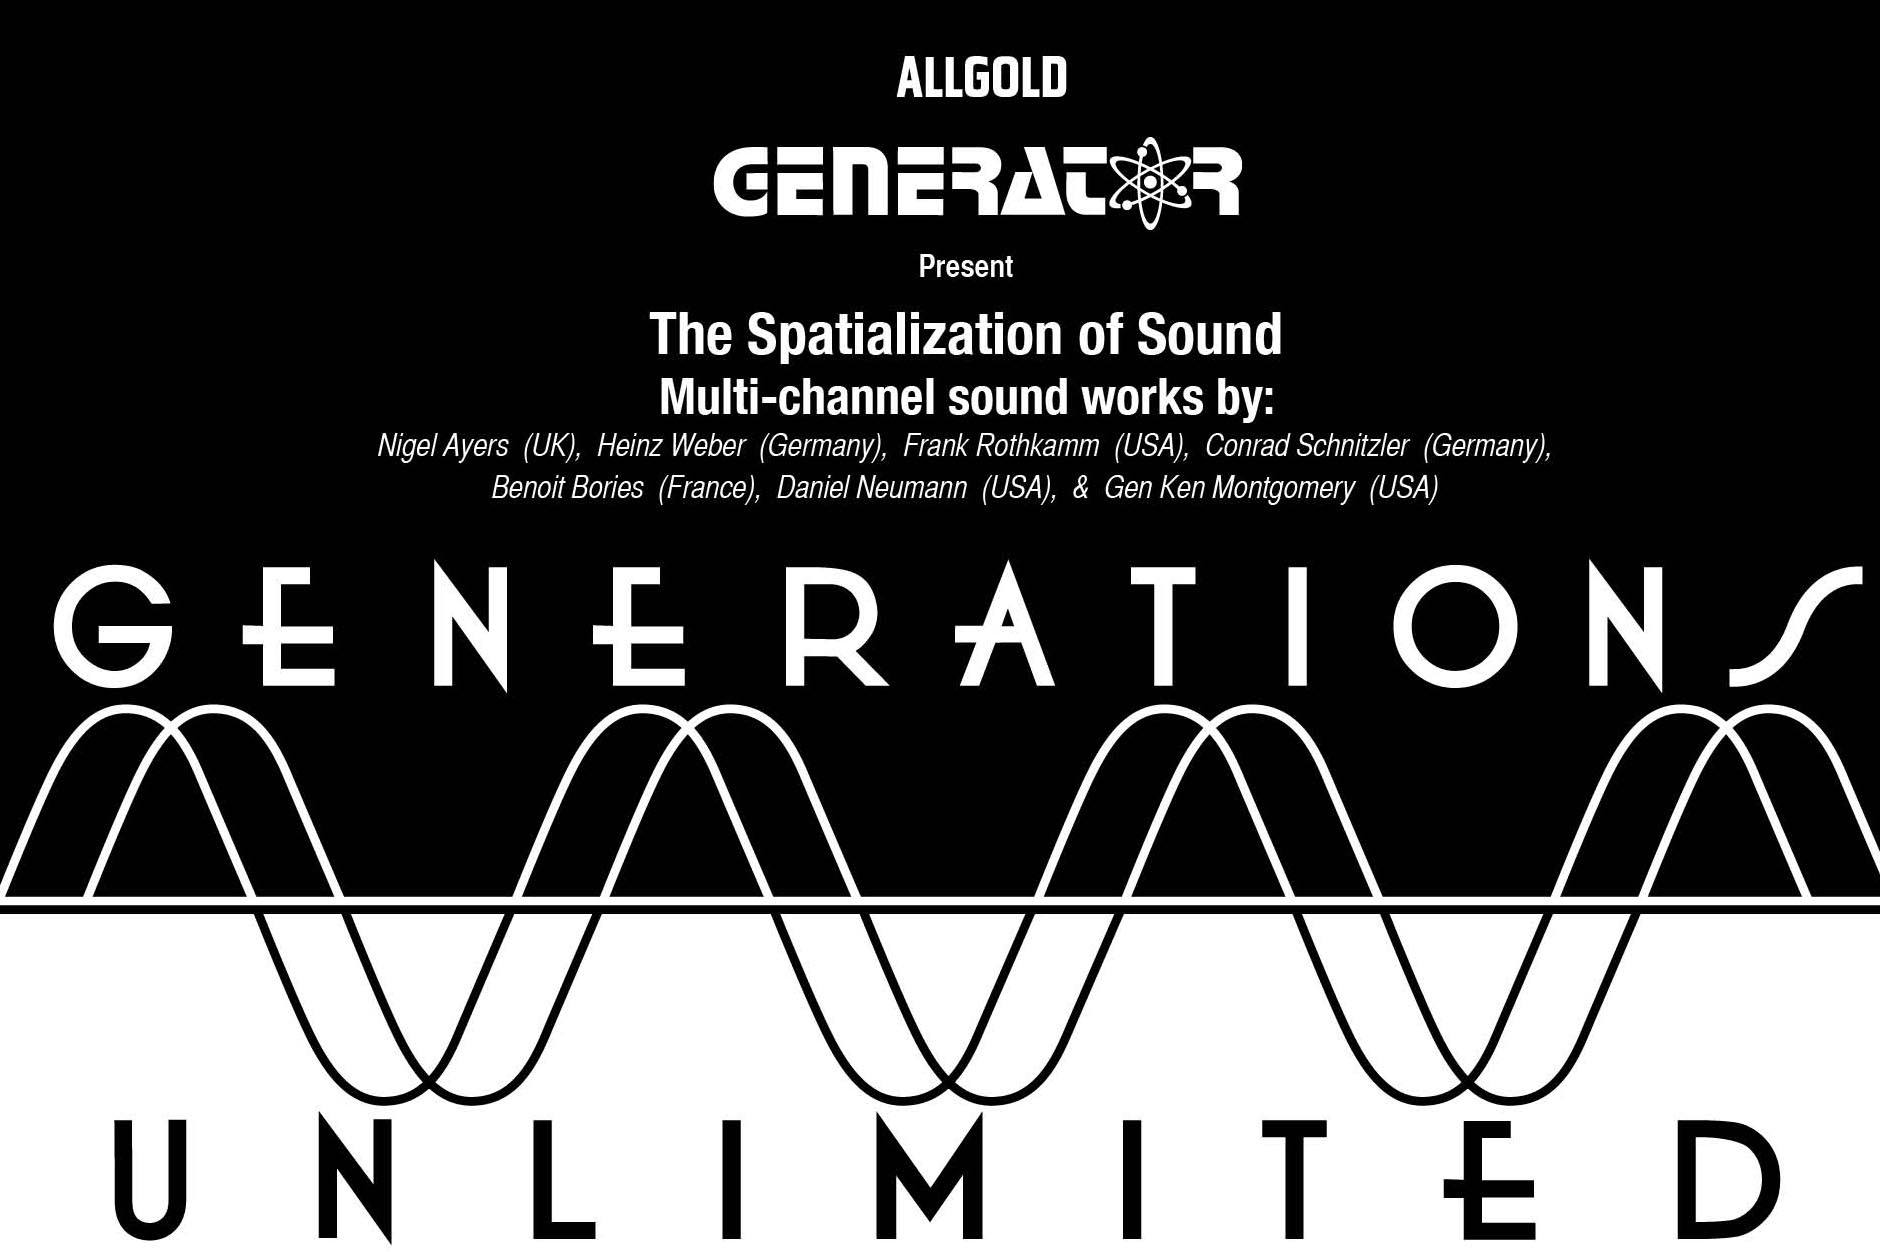 ALLGOLD
GENERATOR
Present
The Spatialization of Sound
Multi-channel sound works by:
Nigel Ayers (UK), Heinz Weber (Germany), Frank Rothkamm (USA), Conrad Schnitzler (Germany),
Benoit Bories (France), Daniel Neumann (USA), & Gen Ken Montgomery (USA)
GENERATIONS
UNLIMITED